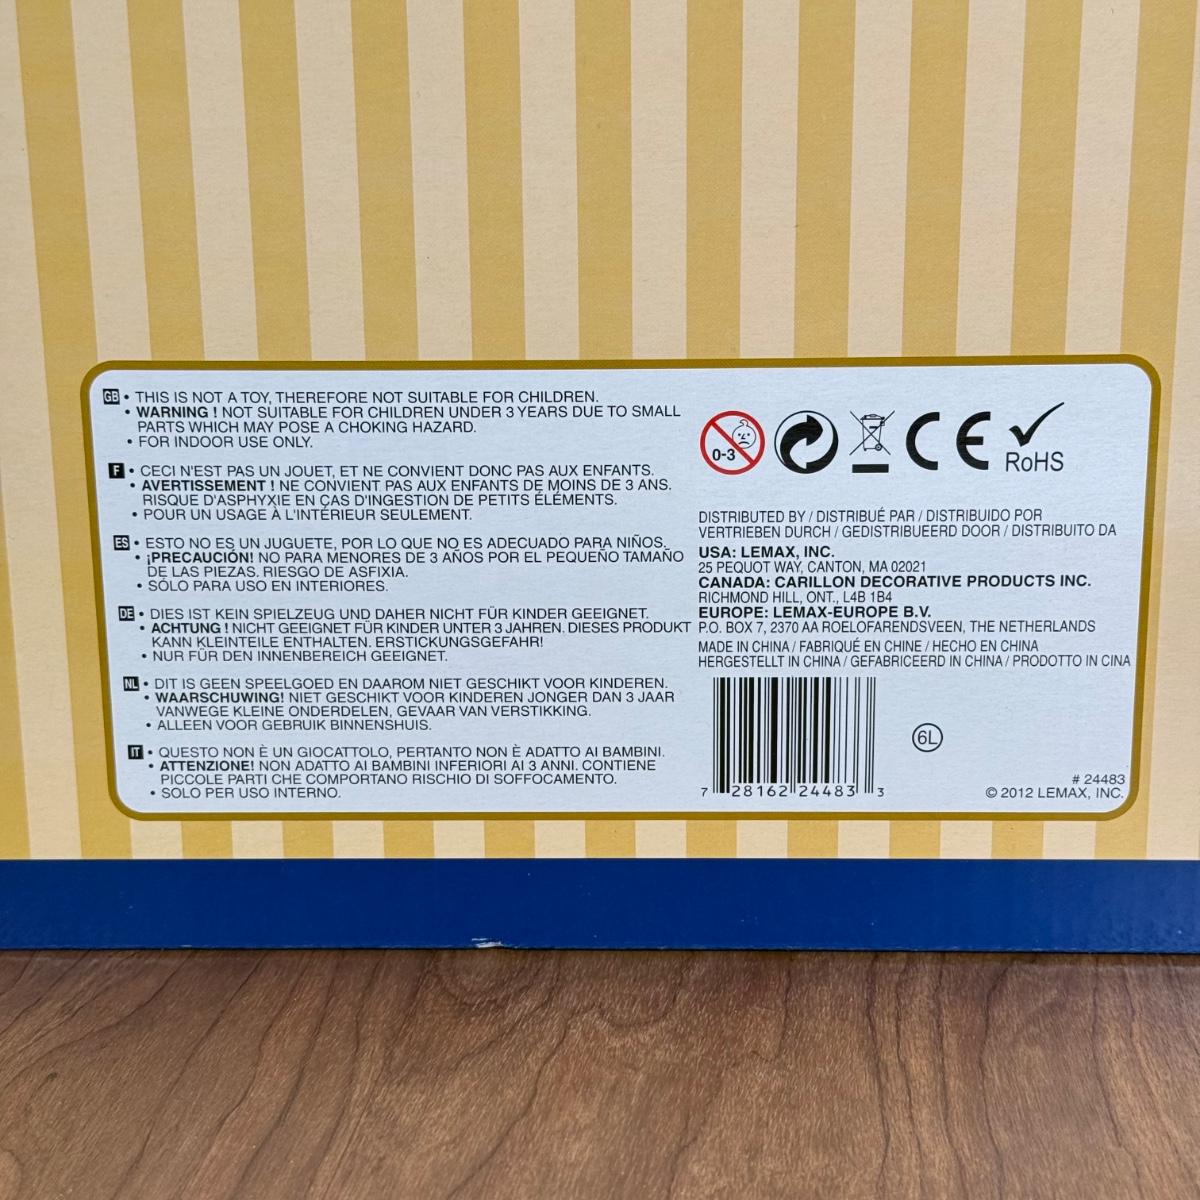 GB • THIS IS NOT A TOY, THEREFORE NOT SUITABLE FOR CHILDREN.
• WARNING ! NOT SUITABLE FOR CHILDREN UNDER 3 YEARS DUE TO SMALL
PARTS WHICH MAY POSE A CHOKING HAZARD.
• FOR INDOOR USE ONLY.
F • CECI N'EST PAS UN JOUET, ET NE CONVIENT DONC PAS AUX ENFANTS.
• AVERTISSEMENT ! NE CONVIENT PAS AUX ENFANTS DE MOINS DE 3 ANS.
RISQUE D'ASPHYXIE EN CAS D'INGESTION DE PETITS ÉLÉMENTS.
• POUR UN USAGE À L'INTÉRIEUR SEULEMENT.
ES • ESTO NO ES UN JUGUETE, POR LO QUE NO ES ADECUADO PARA NIÑOS.
• ¡PRECAUCIÓN! NO PARA MENORES DE 3 AÑOS POR EL PEQUEÑO TAMAÑO
DE LAS PIEZAS. RIESGO DE ASFIXIA.
• SÓLO PARA USO EN INTERIORES.
DE • DIES IST KEIN SPIELZEUG UND DAHER NICHT FÜR KINDER GEEIGNET.
• ACHTUNG ! NICHT GEEIGNET FÜR KINDER UNTER 3 JAHREN. DIESES PRODUKT
KANN KLEINTEILE ENTHALTEN. ERSTICKUNGSGEFAHR!
• NUR FÜR DEN INNENBEREICH GEEIGNET.
NL • DIT IS GEEN SPEELGOED EN DAAROM NIET GESCHIKT VOOR KINDEREN.
• WAARSCHUWING! NIET GESCHIKT VOOR KINDEREN JONGER DAN 3 JAAR
VANWEGE KLEINE ONDERDELEN, GEVAAR VAN VERSTIKKING.
• ALLEEN VOOR GEBRUIK BINNENSHUIS.
IT • QUESTO NON È UN GIOCATTOLO, PERTANTO NON È ADATTO AI BAMBINI.
• ATTENZIONE! NON ADATTO AI BAMBINI INFERIORI AI 3 ANNI. CONTIENE
PICCOLE PARTI CHE COMPORTANO RISCHIO DI SOFFOCAMENTO.
• SOLO PER USO INTERNO.
0-3
CE
RoHS
DISTRIBUTED BY / DISTRIBUÉ PAR / DISTRIBUIDO POR
VERTRIEBEN DURCH / GEDISTRIBUEERD DOOR / DISTRIBUITO DA
USA: LEMAX, INC.
25 PEQUOT WAY, CANTON, MA 02021
CANADA: CARILLON DECORATIVE PRODUCTS INC.
RICHMOND HILL, ONT., L4B 1B4
EUROPE: LEMAX-EUROPE B.V.
P.O. BOX 7, 2370 AA ROELOFARENDSVEEN, THE NETHERLANDS
MADE IN CHINA / FABRIQUÉ EN CHINE / HECHO EN CHINA
HERGESTELLT IN CHINA / GEFABRICEERD IN CHINA / PRODOTTO IN CINA
6L
7 28162 24483 3
# 24483
© 2012 LEMAX, INC.